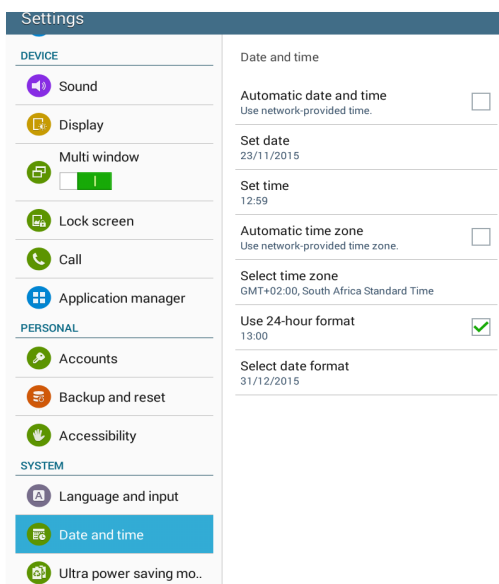 Settings
DEVICE
Sound
Display
Multi window
Lock screen
Call
Application manager
PERSONAL
Accounts
Backup and reset
Accessibility
SYSTEM
Language and input
Date and time
Ultra power saving mo..
Date and time
Automatic date and time
Use network-provided time.
Set date
23/11/2015
Set time
12:59
Automatic time zone
Use network-provided time zone.
Select time zone
GMT+02:00, South Africa Standard Time
Use 24-hour format
13:00
Select date format
31/12/2015